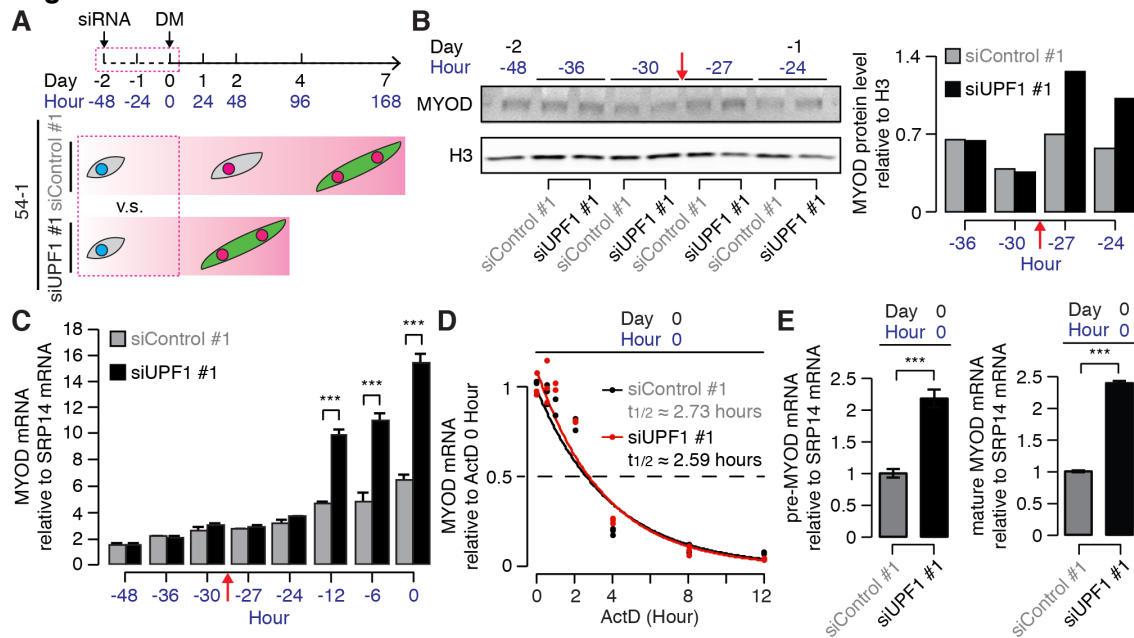 A
siRNA DM
Day -2 -1 0 1 2 4 7
Hour -48 -24 0 24 48 96 168
54-1
siControl #1
v.s.
siUPF1 #1
B
Day -2 -1
Hour -48 -36 -30 -27 -24
MYOD
H3
siControl #1
siUPF1 #1
siControl #1
siUPF1 #1
siControl #1
siUPF1 #1
siControl #1
siUPF1 #1
MYOD protein level
relative to H3
1.4
0.7
0
siControl #1
siUPF1 #1
-36 -30 -27 -24
Hour
C
MYOD mRNA
relative to SRP14 mRNA
18
16
14
12
10
8
6
4
2
0
siControl #1
siUPF1 #1
*** *** ***
-48 -36 -30 -27 -24 -12 -6 0
Hour
D
Day 0
Hour 0
MYOD mRNA
relative to ActD 0 Hour
1
0.5
0
siControl #1
t1/2 ≈ 2.73 hours
siUPF1 #1
t1/2 ≈ 2.59 hours
0 2 4 8 12
ActD (Hour)
E
Day 0
Hour 0
***
pre-MYOD mRNA
relative to SRP14 mRNA
2.5
2
1.5
1
0.5
0
siControl #1
siUPF1 #1
Day 0
Hour 0
***
mature MYOD mRNA
relative to SRP14 mRNA
2.5
2
1.5
1
0.5
0
siControl #1
siUPF1 #1